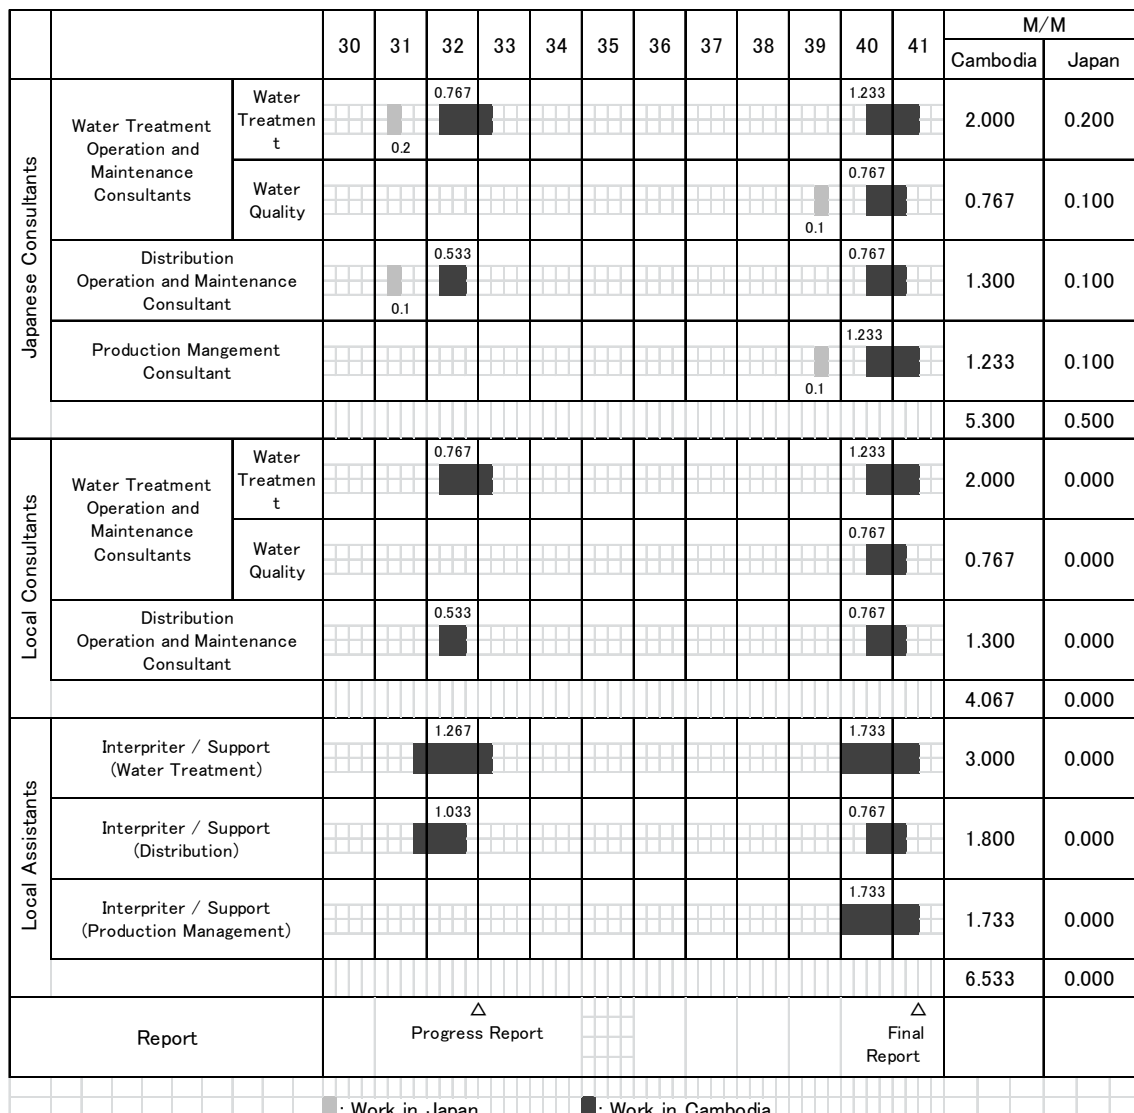 M/M
30 31 32 33 34 35 36 37 38 39 40 41
Cambodia Japan
Japanese Consultants
Water Treatment
Operation and
Maintenance
Consultants
Water
Treatmen
t
0.767 1.233
0.2
2.000 0.200
Water
Quality
0.767
0.1
0.767 0.100
Distribution
Operation and Maintenance
Consultant
0.533 0.767
0.1
1.300 0.100
Production Mangement
Consultant
1.233
0.1
1.233 0.100
5.300 0.500
Local Consultants
Water Treatment
Operation and
Maintenance
Consultants
Water
Treatmen
t
0.767 1.233
2.000 0.000
Water
Quality
0.767
0.767 0.000
Distribution
Operation and Maintenance
Consultant
0.533 0.767
1.300 0.000
4.067 0.000
Local Assistants
Interpriter / Support
(Water Treatment)
1.267 1.733
3.000 0.000
Interpriter / Support
(Distribution)
1.033 0.767
1.800 0.000
Interpriter / Support
(Production Management)
1.733
1.733 0.000
6.533 0.000
Report
△ △
Progress Report
Final
Report
: Work in Japan : Work in Cambodia